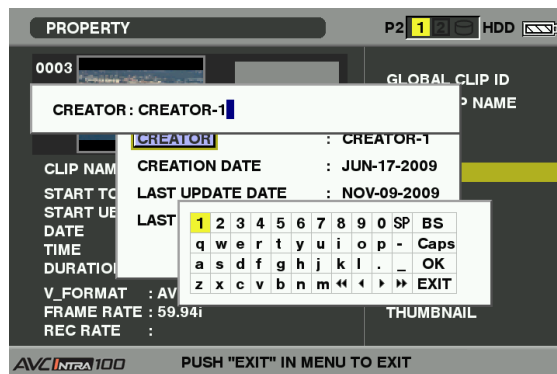 PROPERTY
P2 1 2 HDD
0003
GLOBAL CLIP ID
P NAME
CREATOR : CREATOR-1
CREATOR : CREATOR-1
CLIP NAM
CREATION DATE : JUN-17-2009
START TC
LAST UPDATE DATE : NOV-09-2009
START UB
LAST
DATE
TIME
DURATIO
1 2 3 4 5 6 7 8 9 0 SP BS
q w e r t y u i o p - Caps
a s d f g h j k l . _ OK
z x c v b n m EXIT
V_FORMAT : AV
FRAME RATE : 59.94i
THUMBNAIL
REC RATE :
AVC INTRA 100
PUSH "EXIT" IN MENU TO EXIT